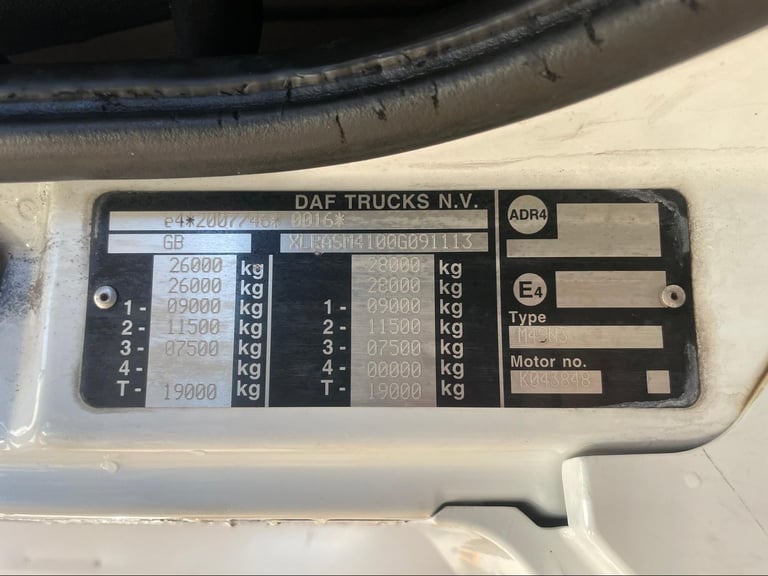 DAF TRUCKS N.V.
e4*2007/46* 0016*
GB XLRASM4100G091113
26000 kg 28000 kg
26000 kg 28000 kg
1- 09000 kg 1- 09000 kg
2- 11500 kg 2- 11500 kg
3- 07500 kg 3- 07500 kg
4- kg 4- 00000 kg
T- 19000 kg T- 19000 kg
ADR4
E4
Type
Motor no.
K043848